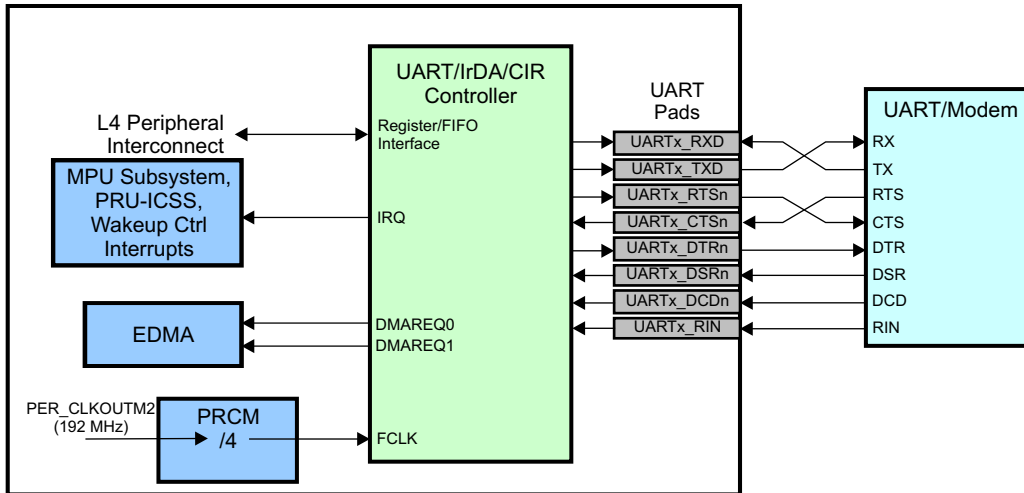 UART/IrDA/CIR
Controller
Register/FIFO
Interface
IRQ
DMAREQ0
DMAREQ1
FCLK
L4 Peripheral
Interconnect
MPU Subsystem,
PRU-ICSS,
Wakeup Ctrl
Interrupts
EDMA
PER_CLKOUTM2
(192 MHz)
PRCM
/4
UART
Pads
UARTx_RXD
UARTx_TXD
UARTx_RTSn
UARTx_CTSn
UARTx_DTRn
UARTx_DSRn
UARTx_DCDn
UARTx_RIN
UART/Modem
RX
TX
RTS
CTS
DTR
DSR
DCD
RIN